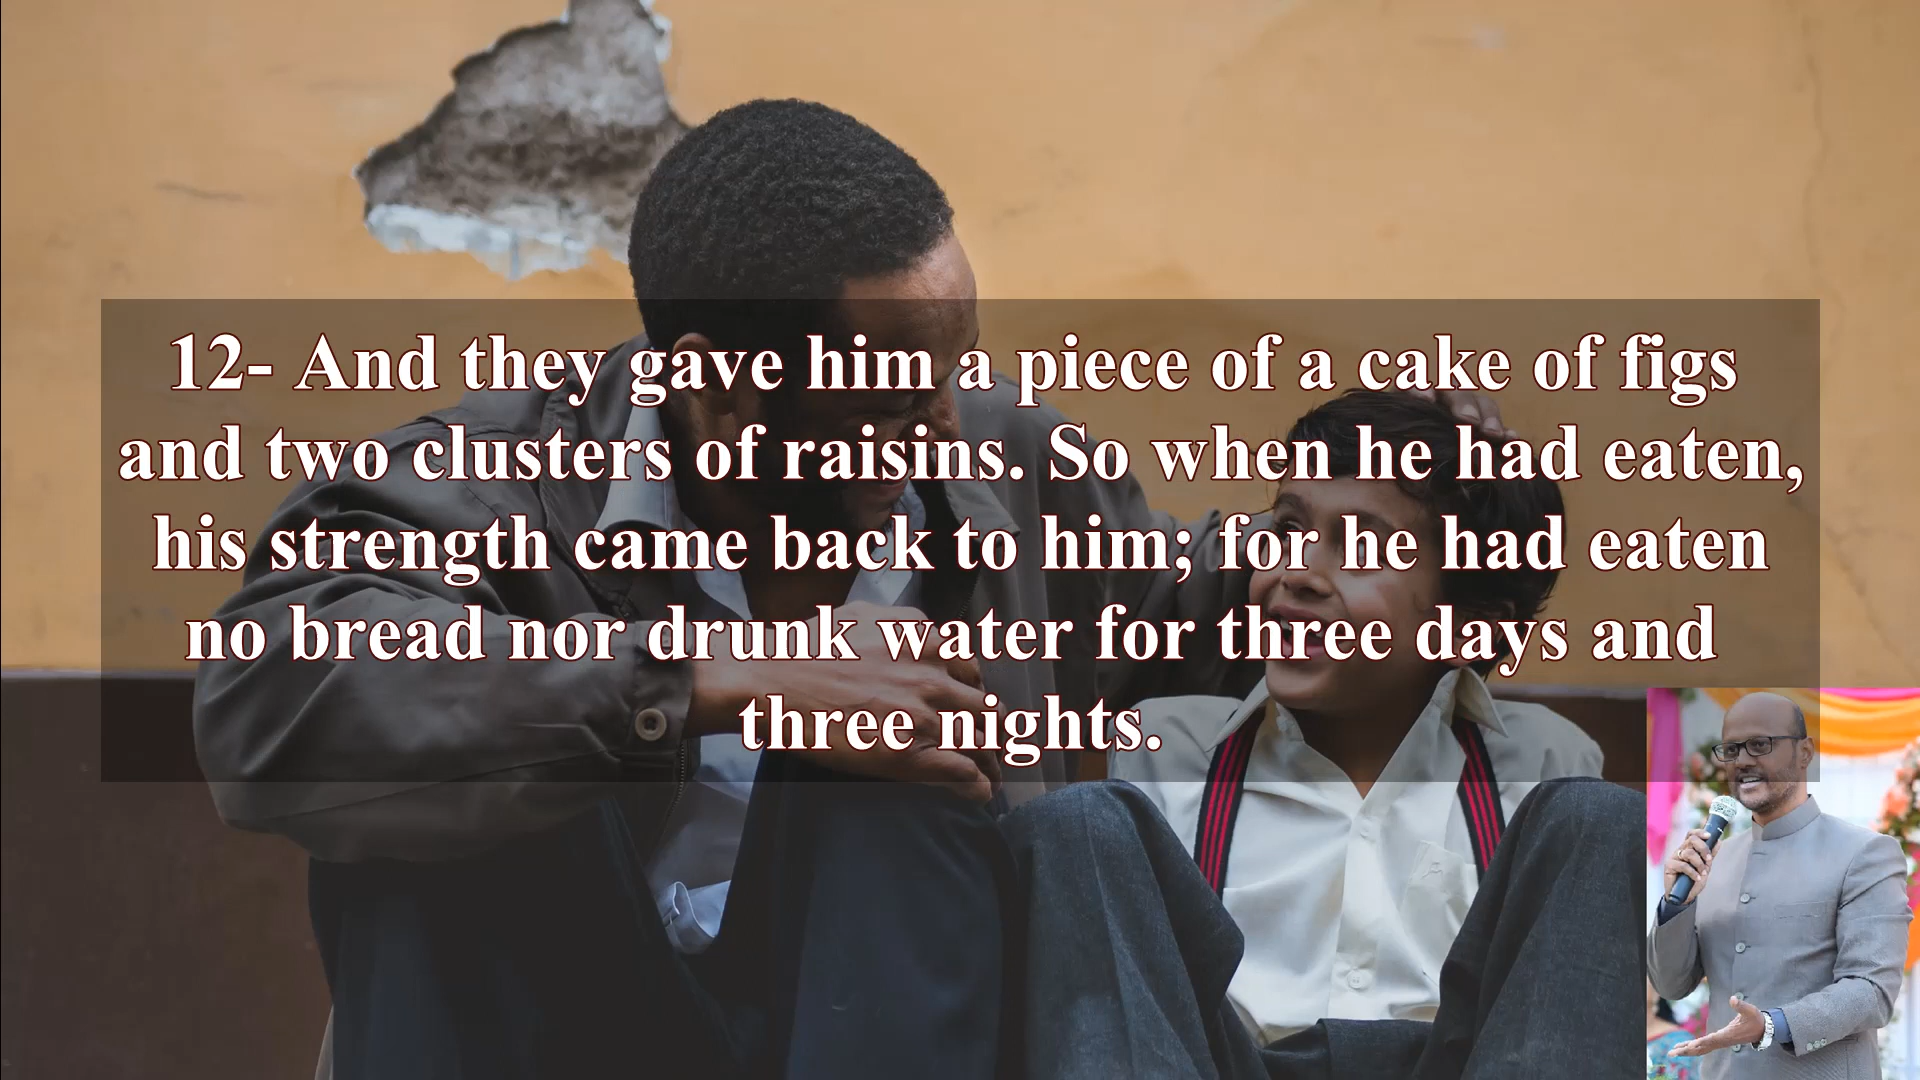 12- And they gave him a piece of a cake of figs
and two clusters of raisins. So when he had eaten,
his strength came back to him; for he had eaten
no bread nor drunk water for three days and
three nights.